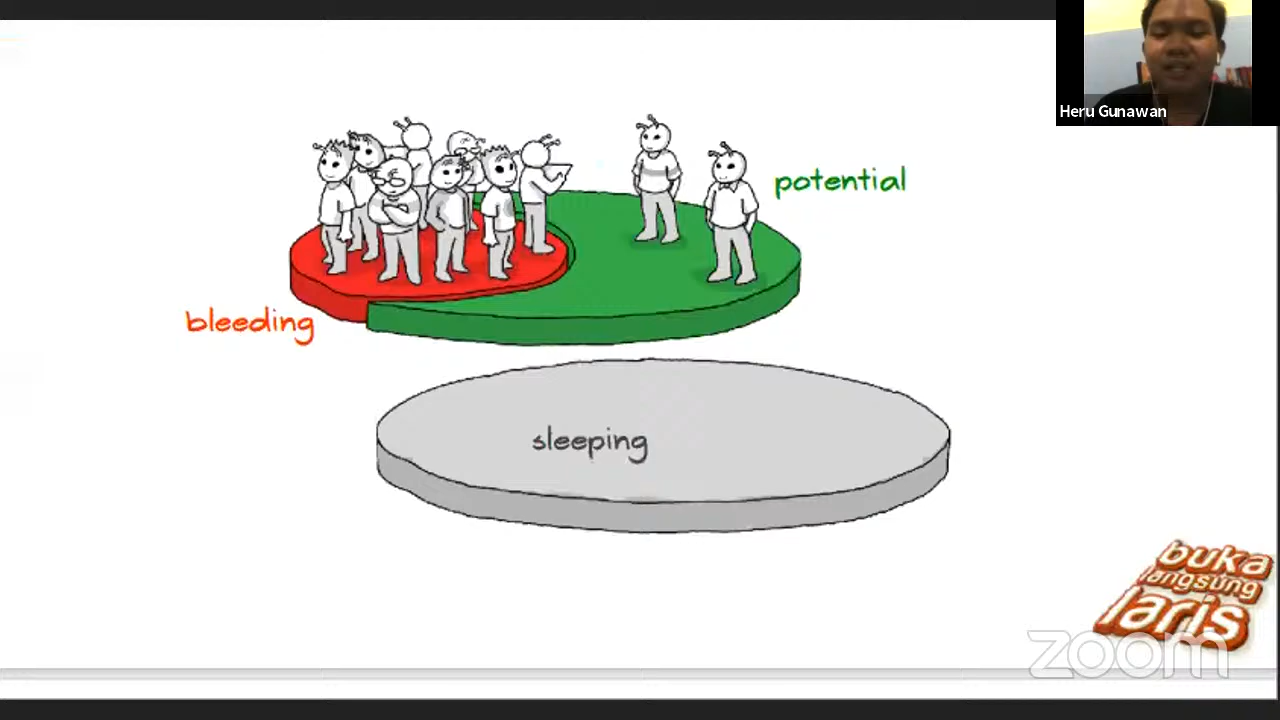 Heru Gunawan
potential
bleeding
sleeping
buka
langsung
laris
zoom